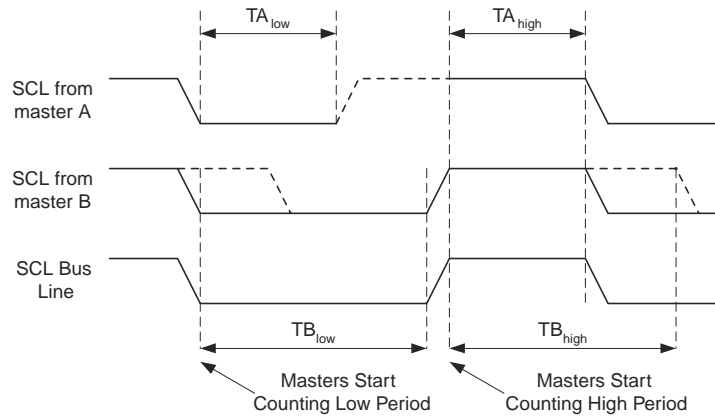 TA low
TA high
SCL from
master A
SCL from
master B
SCL Bus
Line
TB low
TB high
Masters Start
Counting Low Period
Masters Start
Counting High Period